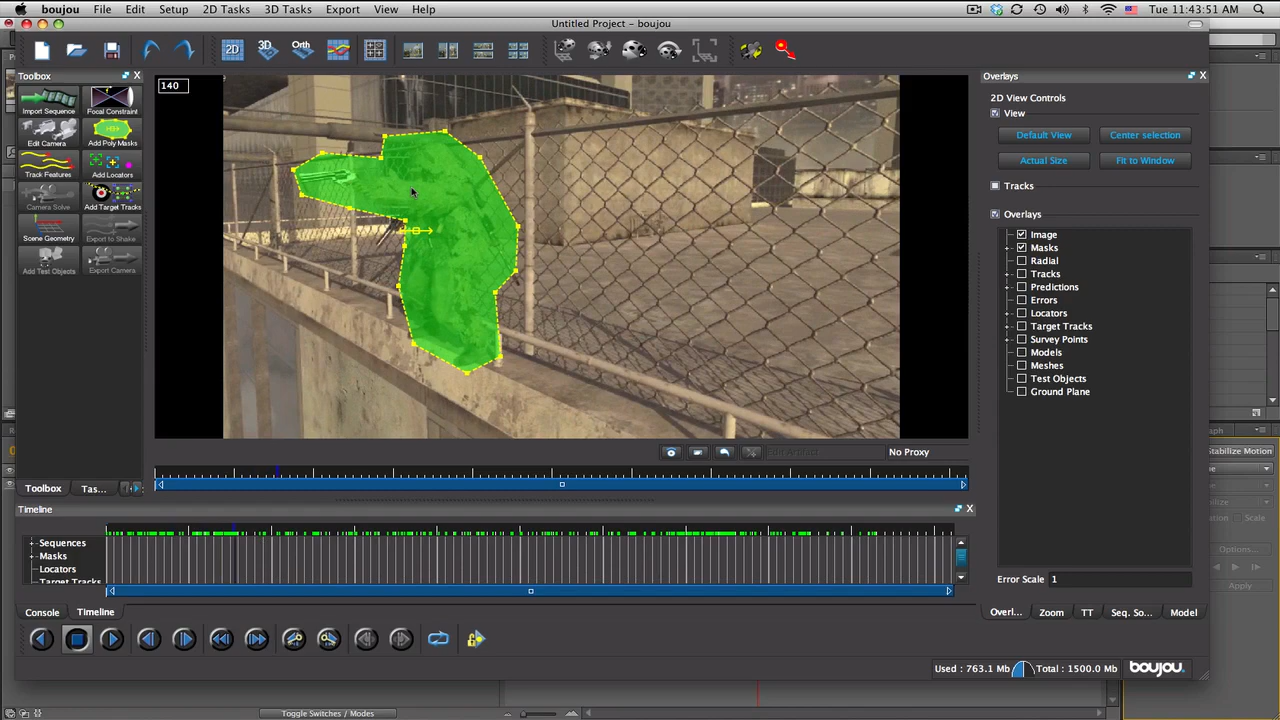 boujou File Edit Setup 2D Tasks 3D Tasks Export View Help
Tue 11:43:51 AM
Untitled Project - boujou
2D 3D Orth
Toolbox
Import Sequence Focal Constraint
Edit Camera Add Poly Masks
Track Features Add Locators
Camera Solve Add Target Tracks
Scene Geometry Export to Shake
Add Test Objects Export Camera
Toolbox Tas...
140
Edit Artifact No Proxy
Overlays
2D View Controls
View
Default View Center selection
Actual Size Fit to Window
Tracks
Overlays
Image
Masks
Radial
Tracks
Predictions
Errors
Locators
Target Tracks
Survey Points
Models
Meshes
Test Objects
Ground Plane
Error Scale 1
Overl... Zoom TT Seq. So... Model
Timeline
Sequences
Masks
Locators
Target Tracks
Console Timeline
Used : 763.1 Mb Total : 1500.0 Mb boujou
Stabilize Motion
Scale
Options...
Apply
Toggle Switches / Modes